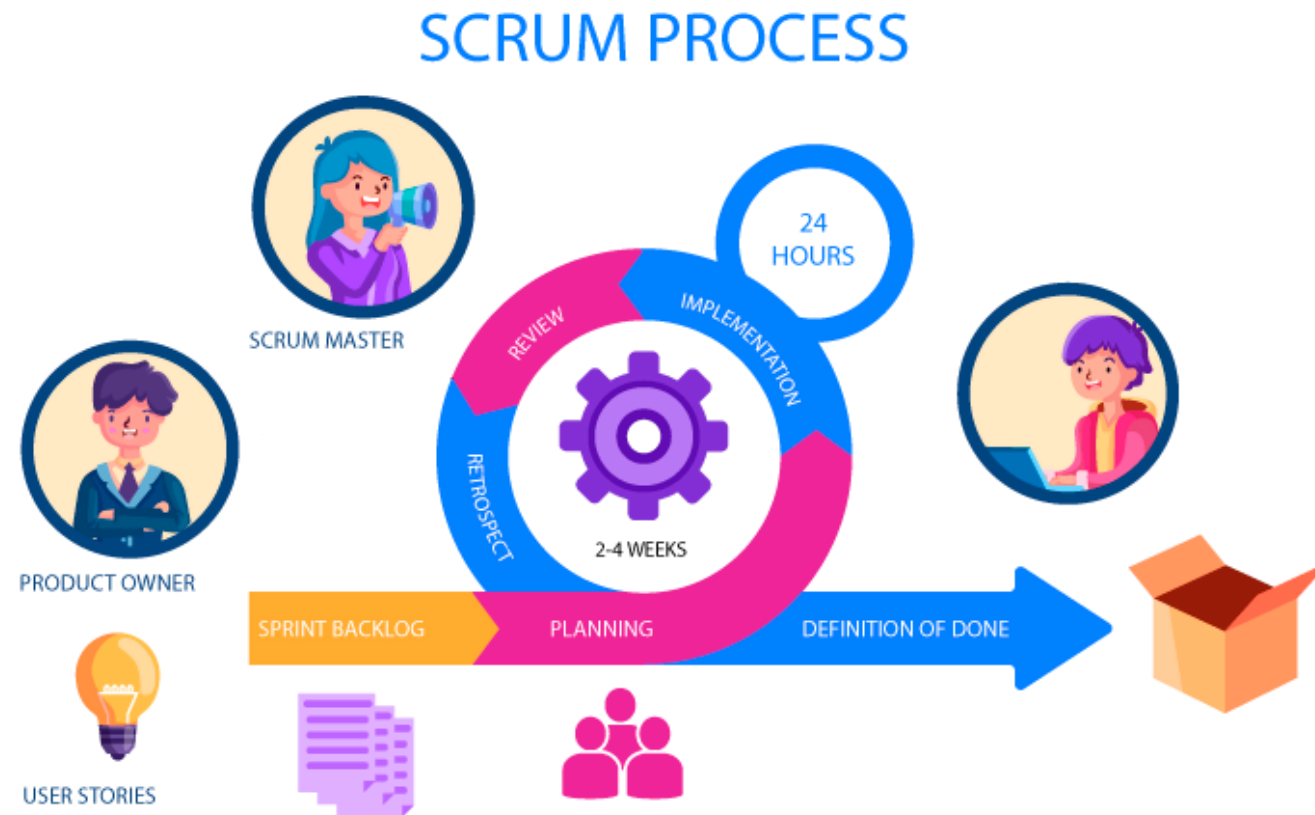 SCRUM PROCESS
24
HOURS
SCRUM MASTER
REVIEW
IMPLEMENTATION
RETROSPECT
2-4 WEEKS
PRODUCT OWNER
SPRINT BACKLOG
PLANNING
DEFINITION OF DONE
USER STORIES